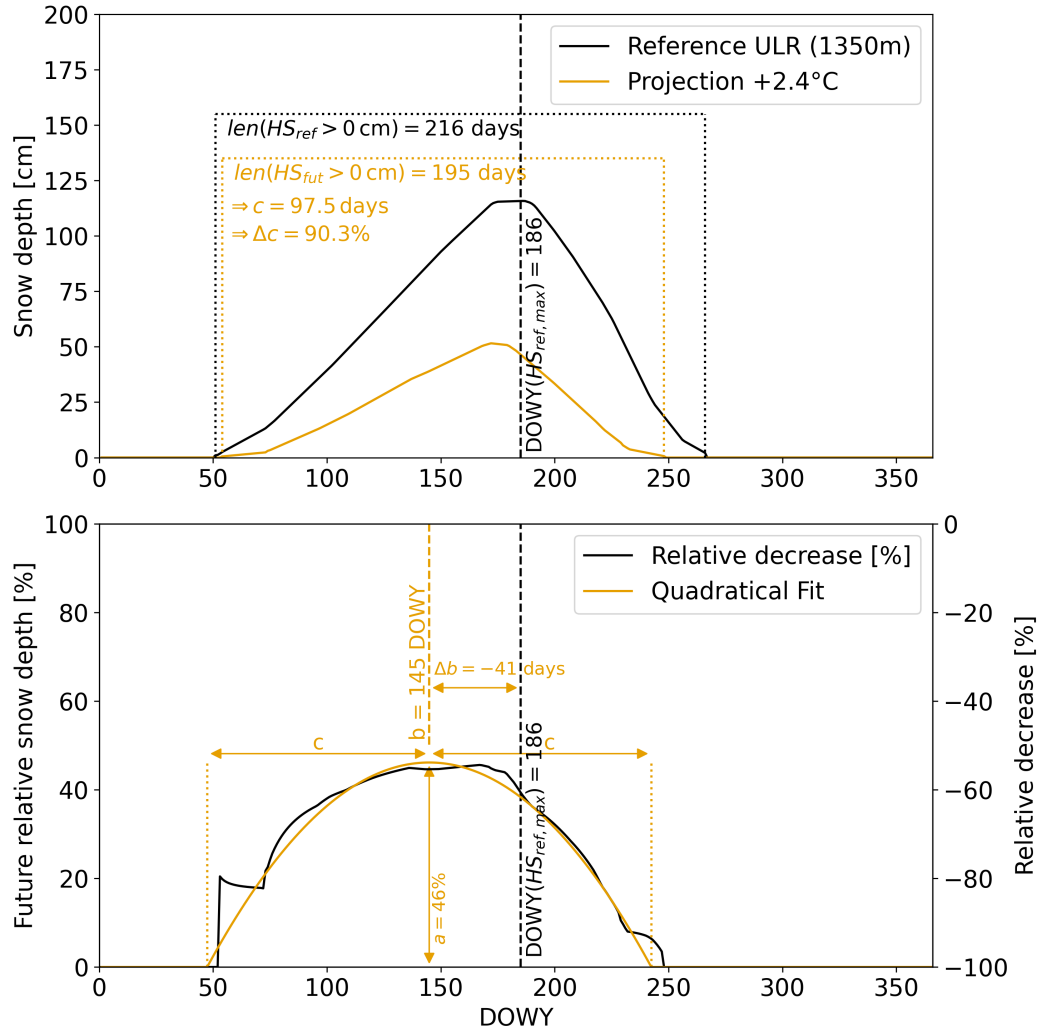 200
175
150
125
100
75
50
25
0
Snow depth [cm]
Reference ULR (1350m)
Projection +2.4°C
len(HS_ref > 0 cm) = 216 days
len(HS_fut > 0 cm) = 195 days
⇒ c = 97.5 days
⇒ Δc = 90.3%
DOWY(HS_ref,max) = 186
0 50 100 150 200 250 300 350
100
80
60
40
20
0
Future relative snow depth [%]
Relative decrease [%]
Quadratical Fit
b = 145 DOWY
Δb = −41 days
c
c
a = 46%
DOWY(HS_ref,max) = 186
0
−20
−40
−60
−80
−100
Relative decrease [%]
0 50 100 150 200 250 300 350
DOWY